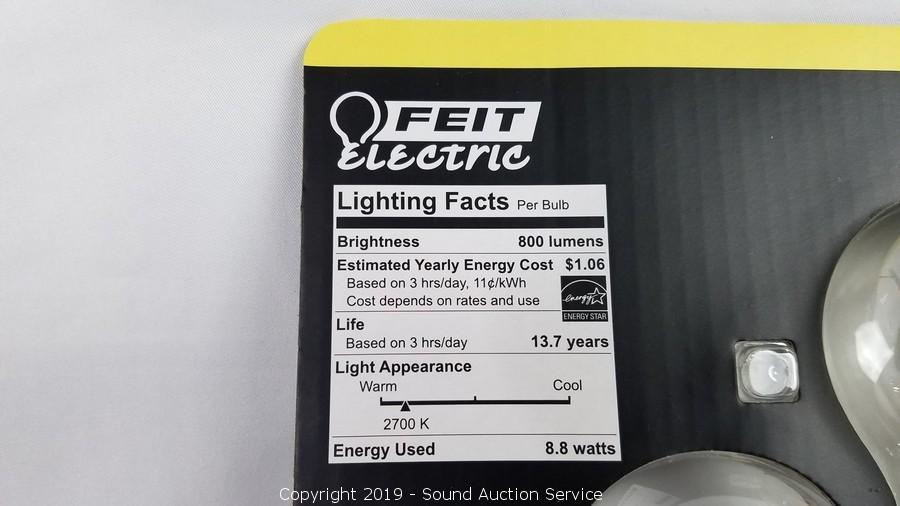 FEIT
ELECTRIC
Lighting Facts Per Bulb
Brightness 800 lumens
Estimated Yearly Energy Cost $1.06
Based on 3 hrs/day, 11¢/kWh
Cost depends on rates and use
energy
ENERGY STAR
Life
Based on 3 hrs/day 13.7 years
Light Appearance
Warm Cool
2700 K
Energy Used 8.8 watts
Copyright 2019 - Sound Auction Service